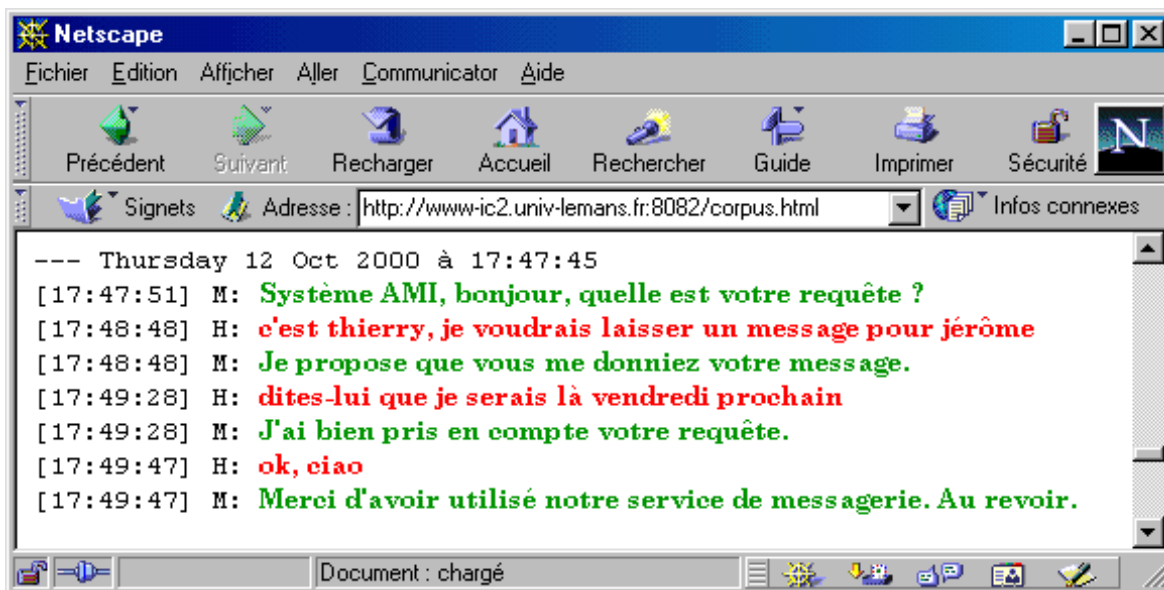 Netscape
Fichier Edition Afficher Aller Communicator Aide
Précédent Suivant Recharger Accueil Rechercher Guide Imprimer Sécurité N
Signets Adresse : http://www-ic2.univ-lemans.fr:8082/corpus.html Infos connexes
--- Thursday 12 Oct 2000 à 17:47:45
[17:47:51] M: Système AMI, bonjour, quelle est votre requête ?
[17:48:48] H: c'est thierry, je voudrais laisser un message pour jérôme
[17:48:48] M: Je propose que vous me donniez votre message.
[17:49:28] H: dites-lui que je serais là vendredi prochain
[17:49:28] M: J'ai bien pris en compte votre requête.
[17:49:47] H: ok, ciao
[17:49:47] M: Merci d'avoir utilisé notre service de messagerie. Au revoir.
Document : chargé